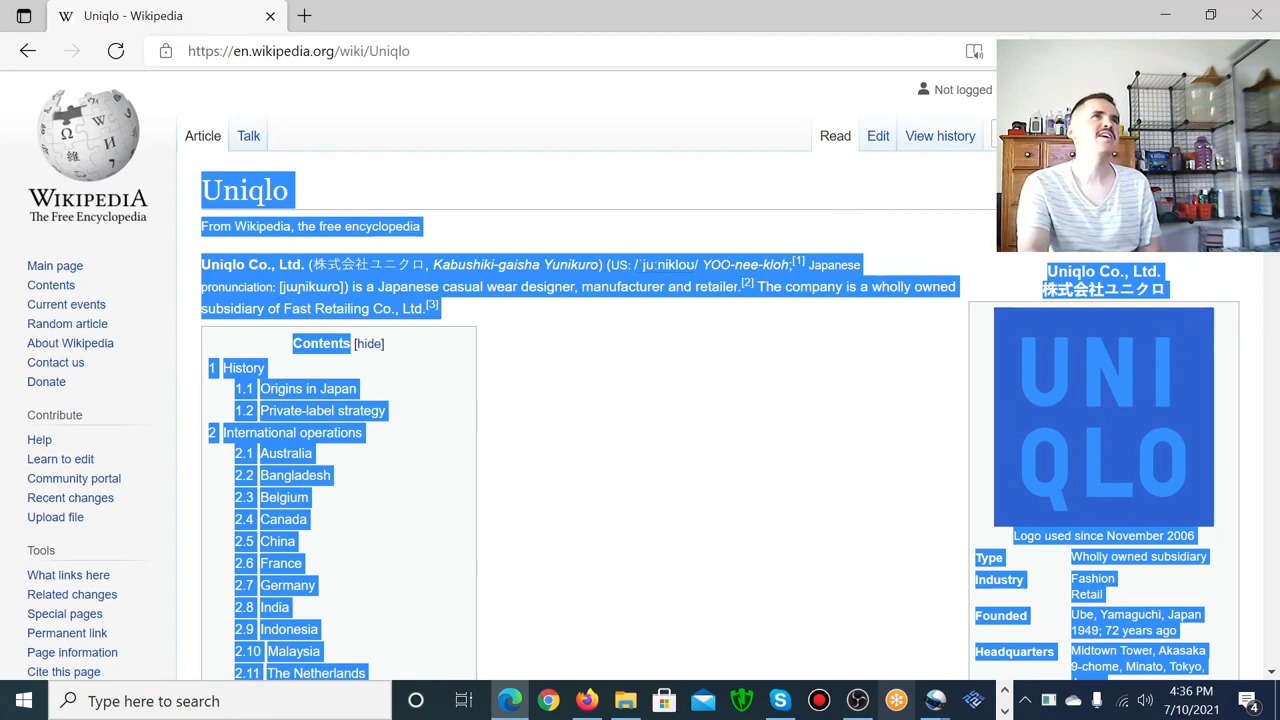 Uniqlo - Wikipedia
https://en.wikipedia.org/wiki/Uniqlo
Not logged
WIKIPEDIA
The Free Encyclopedia
Article
Talk
Read
Edit
View history
Uniqlo
From Wikipedia, the free encyclopedia
Uniqlo Co., Ltd. (株式会社ユニクロ, Kabushiki-gaisha Yunikuro) (US: /ˈjuːnikloʊ/ YOO-nee-kloh;[1] Japanese
pronunciation: [jɯɲikɯɾo]) is a Japanese casual wear designer, manufacturer and retailer.[2] The company is a wholly owned
subsidiary of Fast Retailing Co., Ltd.[3]
Contents [hide]
1 History
1.1 Origins in Japan
1.2 Private-label strategy
2 International operations
2.1 Australia
2.2 Bangladesh
2.3 Belgium
2.4 Canada
2.5 China
2.6 France
2.7 Germany
2.8 India
2.9 Indonesia
2.10 Malaysia
2.11 The Netherlands
Main page
Contents
Current events
Random article
About Wikipedia
Contact us
Donate
Contribute
Help
Learn to edit
Community portal
Recent changes
Upload file
Tools
What links here
Related changes
Special pages
Permanent link
Page information
Cite this page
Uniqlo Co., Ltd.
株式会社ユニクロ
UNI
QLO
Logo used since November 2006
Type Wholly owned subsidiary
Industry Fashion
Retail
Founded Ube, Yamaguchi, Japan
1949; 72 years ago
Headquarters Midtown Tower, Akasaka
9-chome, Minato, Tokyo,
Type here to search
4:36 PM
7/10/2021
4